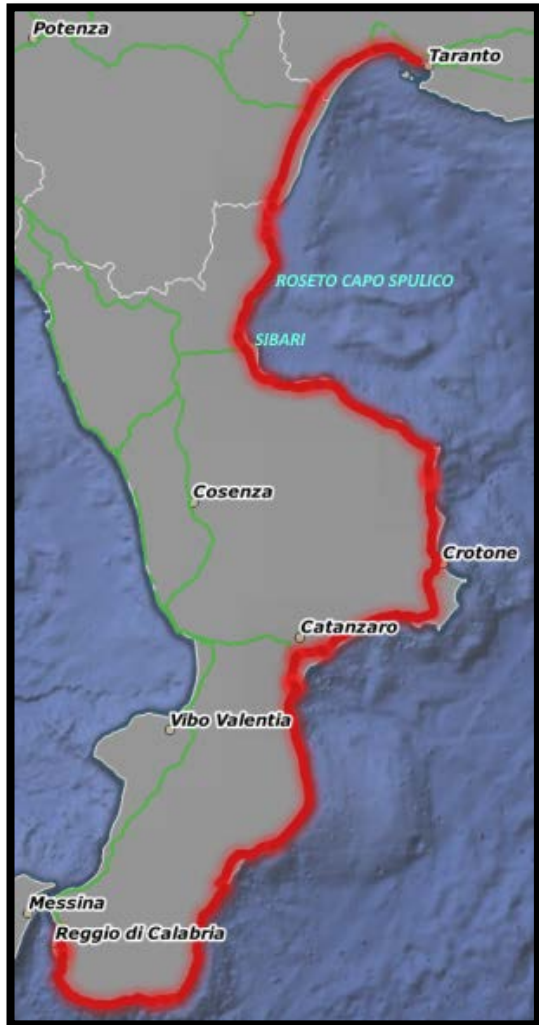 Potenza
Taranto
ROSETO CAPO SPULICO
SIBARI
Cosenza
Crotone
Catanzaro
Vibo Valentia
Messina
Reggio di Calabria